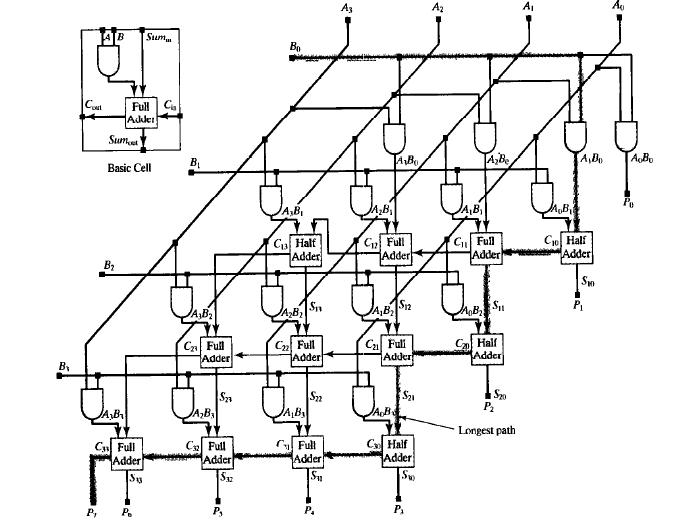 A3 A2 A1 A0
A B Sum in
B0
Cout Full Adder Cin
Sumout
Basic Cell
A3B0 A2B0 A1B0 A0B0
B1
P0
A3B1 A2B1 A1B1 A0B1
C13 Half Adder C12 Full Adder C11 Full Adder C10 Half Adder
B2
S13 S12 S11 S10
P1
A3B2 A2B2 A1B2 A0B2
C23 Full Adder C22 Full Adder C21 Full Adder C20 Half Adder
B3
S23 S22 S21 S20
P2
A3B3 A2B3 A1B3 A0B3
Longest path
C33 Full Adder C32 Full Adder C31 Full Adder C30 Half Adder
S33 S32 S31 S30
P7 P6 P5 P4 P3